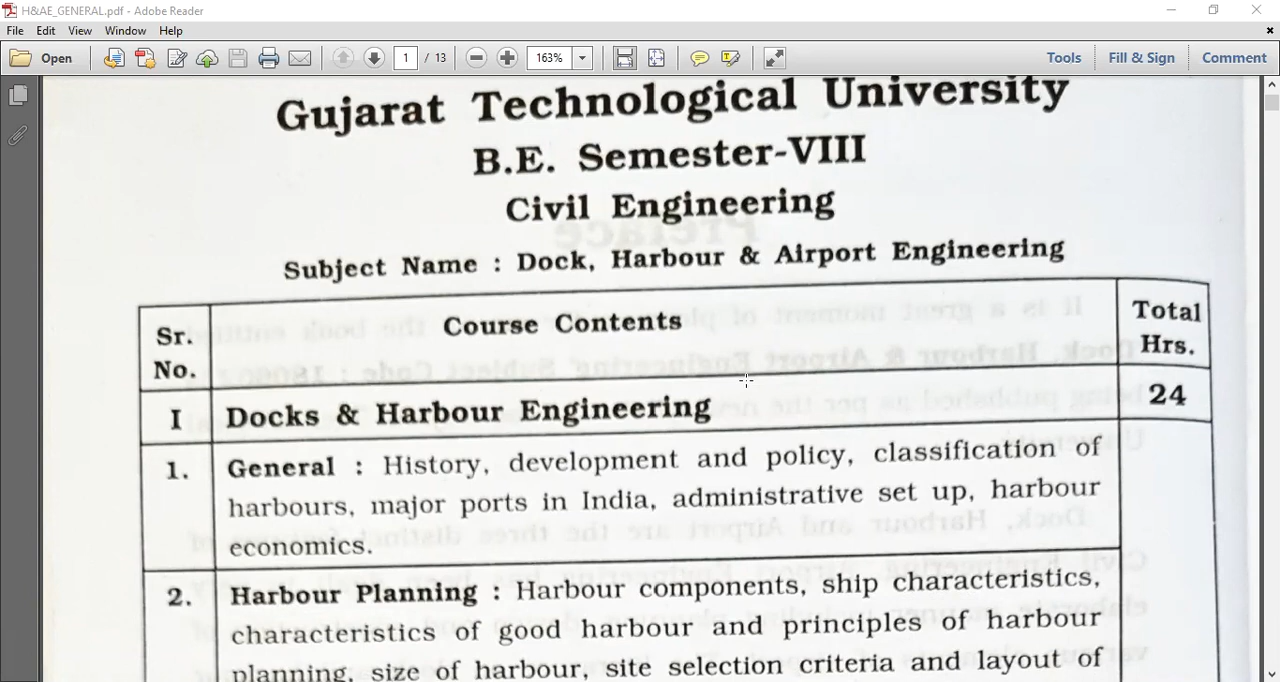 H&AE_GENERAL.pdf - Adobe Reader
File Edit View Window Help
Open 1 / 13 163% Tools Fill & Sign Comment
Gujarat Technological University
B.E. Semester-VIII
Civil Engineering
Subject Name : Dock, Harbour & Airport Engineering
Sr. No.
Course Contents
Total Hrs.
I Docks & Harbour Engineering 24
1. General : History, development and policy, classification of
harbours, major ports in India, administrative set up, harbour
economics.
2. Harbour Planning : Harbour components, ship characteristics,
characteristics of good harbour and principles of harbour
planning, size of harbour, site selection criteria and layout of